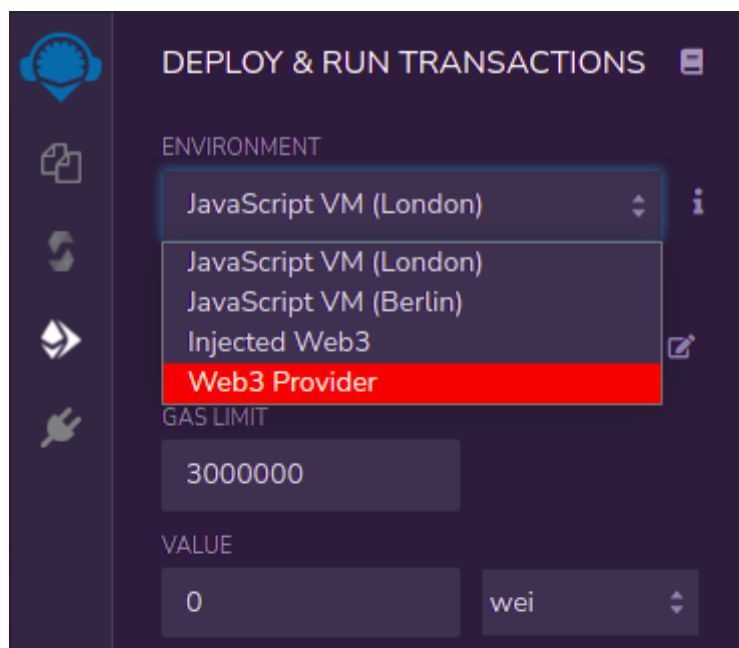 DEPLOY & RUN TRANSACTIONS
ENVIRONMENT
JavaScript VM (London)
JavaScript VM (London)
JavaScript VM (Berlin)
Injected Web3
Web3 Provider
GAS LIMIT
3000000
VALUE
0 wei